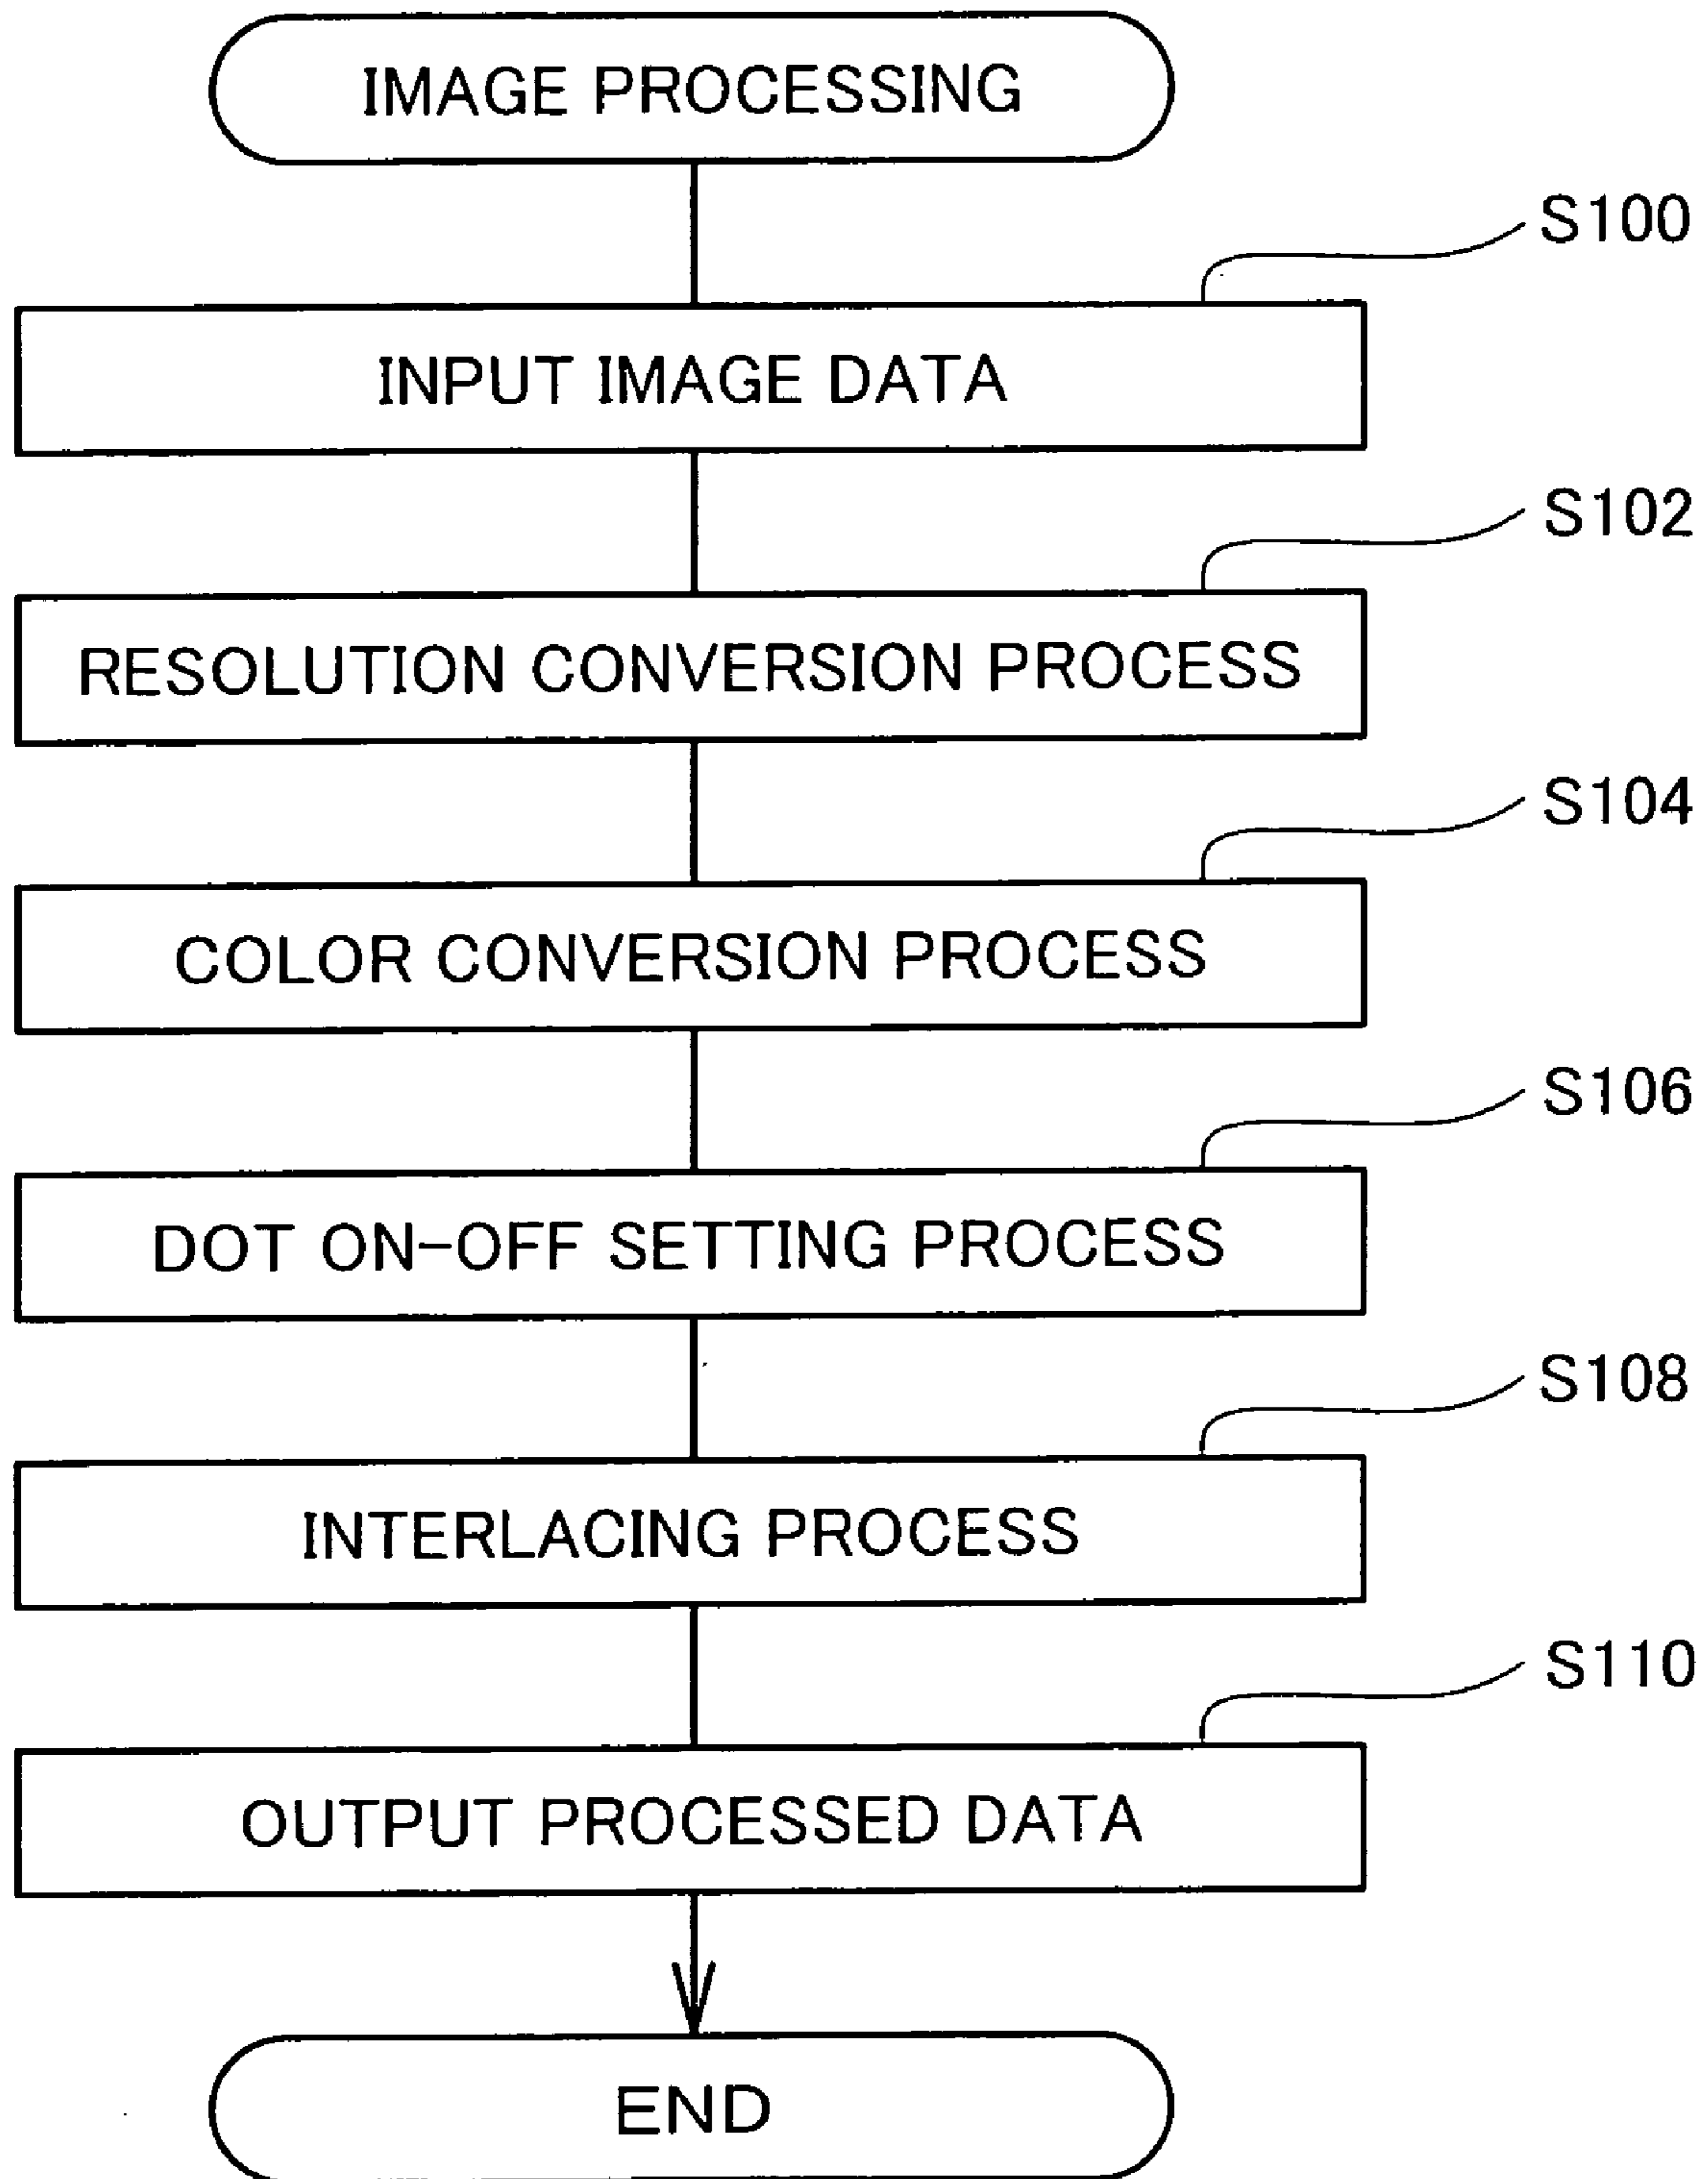 IMAGE PROCESSING
S100
INPUT IMAGE DATA
S102
RESOLUTION CONVERSION PROCESS
S104
COLOR CONVERSION PROCESS
S106
DOT ON-OFF SETTING PROCESS
S108
INTERLACING PROCESS
S110
OUTPUT PROCESSED DATA
END